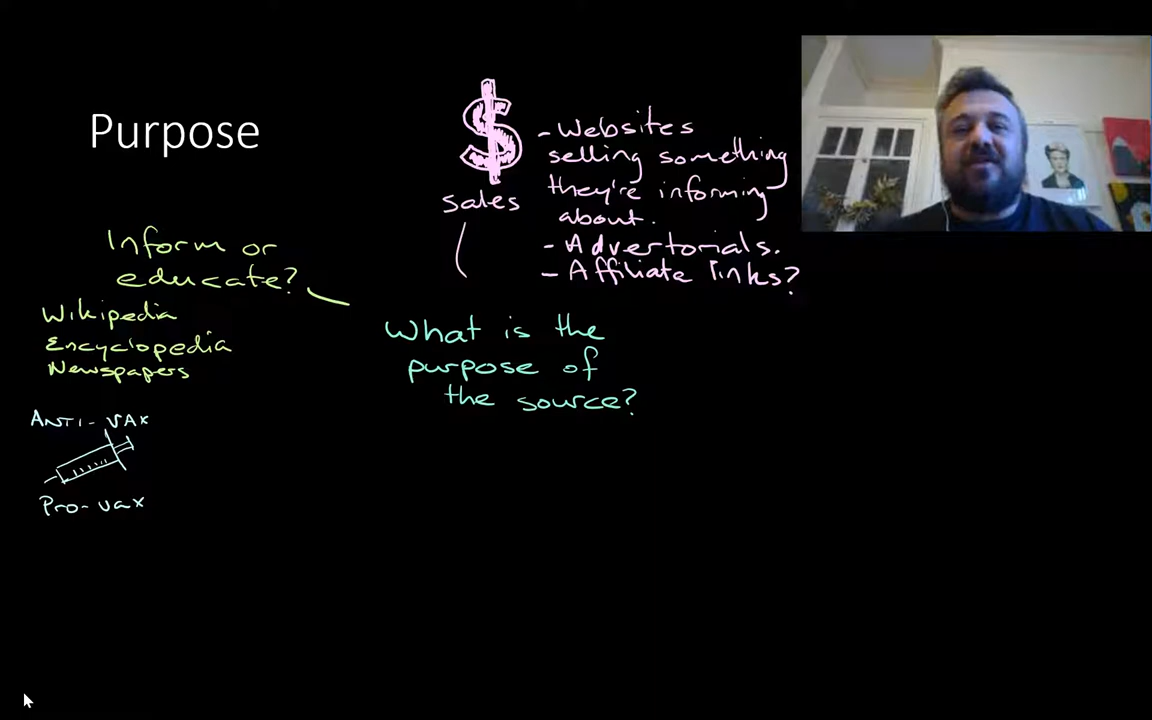 Purpose
$
sales
- Websites
selling something
they're informing
about.
- Advertorials.
- Affiliate links?
Inform or
educate?
Wikipedia
Encyclopedia
Newspapers
ANTI-VAX
Pro-vax
What is the
purpose of
the source?